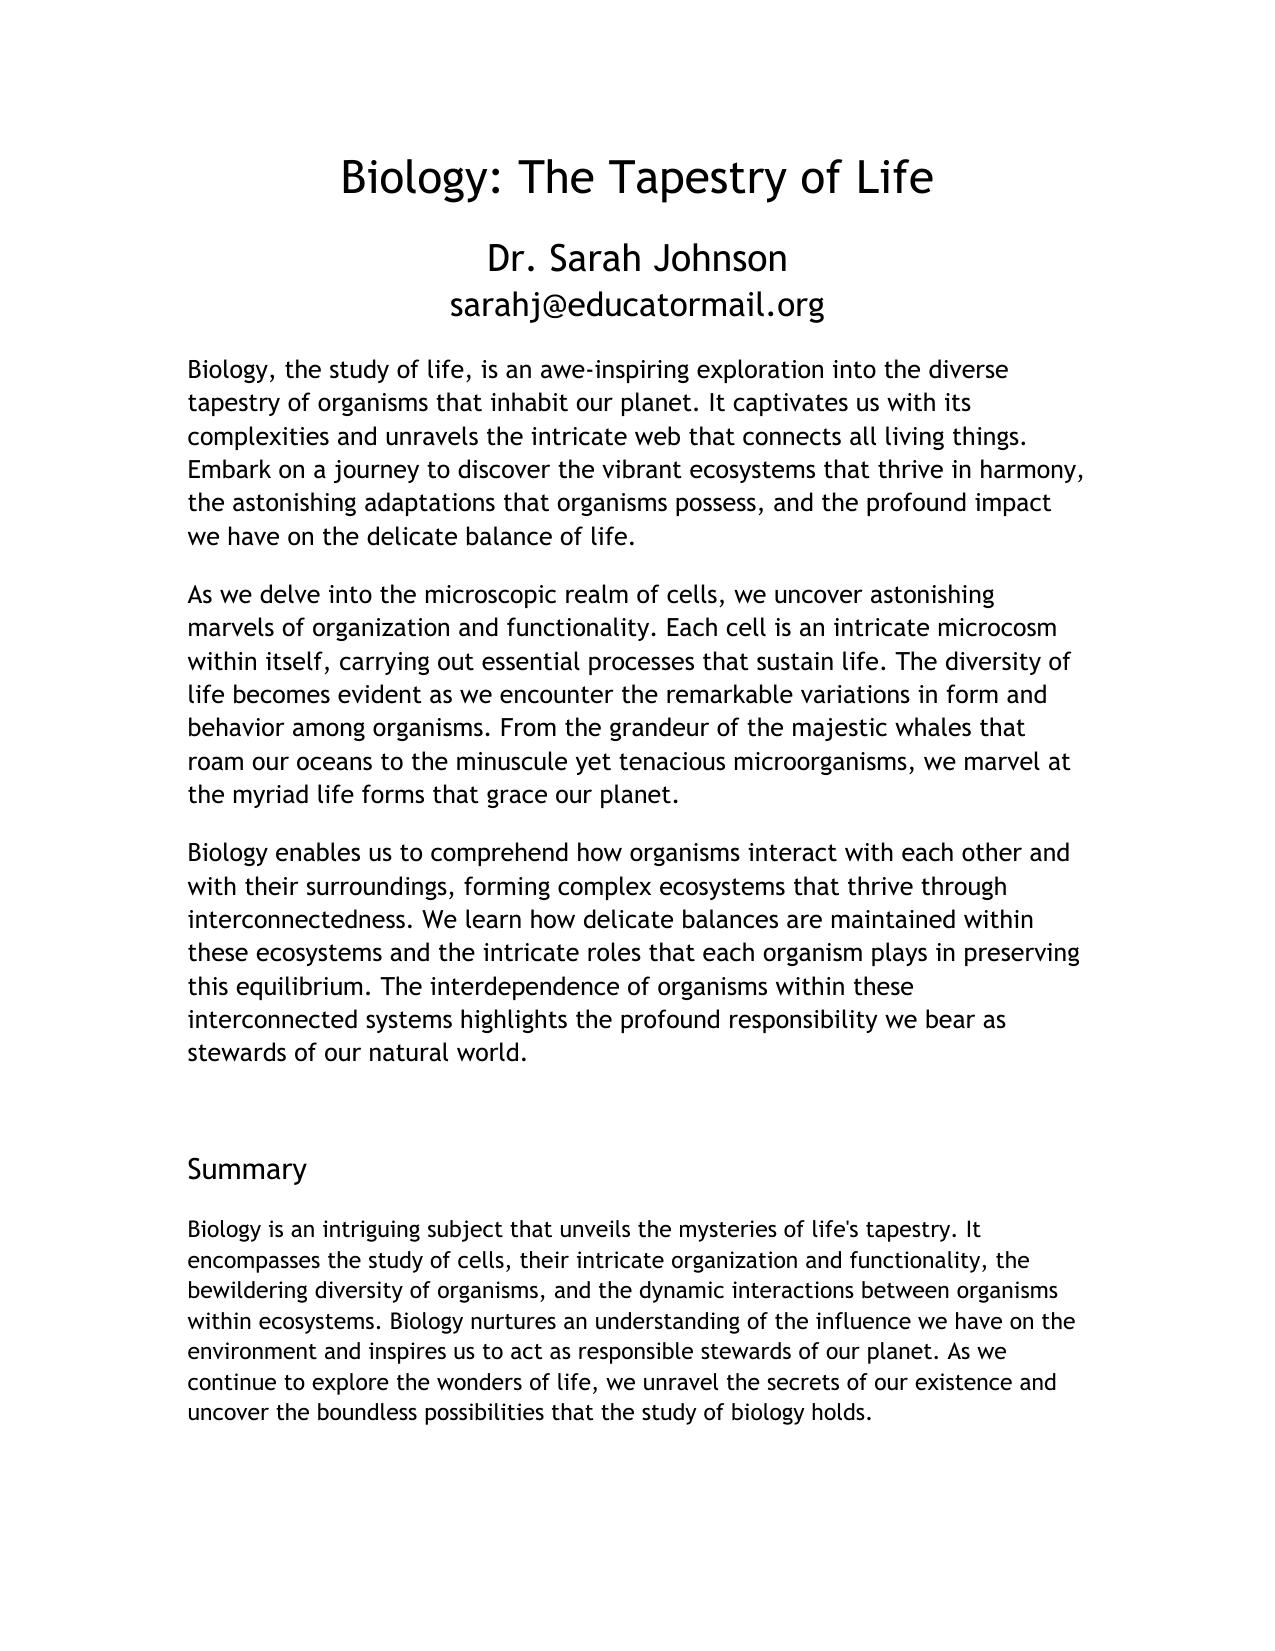 Biology: The Tapestry of Life
Dr. Sarah Johnson
sarahj@educatormail.org
Biology, the study of life, is an awe-inspiring exploration into the diverse
tapestry of organisms that inhabit our planet. It captivates us with its
complexities and unravels the intricate web that connects all living things.
Embark on a journey to discover the vibrant ecosystems that thrive in harmony,
the astonishing adaptations that organisms possess, and the profound impact
we have on the delicate balance of life.
As we delve into the microscopic realm of cells, we uncover astonishing
marvels of organization and functionality. Each cell is an intricate microcosm
within itself, carrying out essential processes that sustain life. The diversity of
life becomes evident as we encounter the remarkable variations in form and
behavior among organisms. From the grandeur of the majestic whales that
roam our oceans to the minuscule yet tenacious microorganisms, we marvel at
the myriad life forms that grace our planet.
Biology enables us to comprehend how organisms interact with each other and
with their surroundings, forming complex ecosystems that thrive through
interconnectedness. We learn how delicate balances are maintained within
these ecosystems and the intricate roles that each organism plays in preserving
this equilibrium. The interdependence of organisms within these
interconnected systems highlights the profound responsibility we bear as
stewards of our natural world.
Summary
Biology is an intriguing subject that unveils the mysteries of life's tapestry. It
encompasses the study of cells, their intricate organization and functionality, the
bewildering diversity of organisms, and the dynamic interactions between organisms
within ecosystems. Biology nurtures an understanding of the influence we have on the
environment and inspires us to act as responsible stewards of our planet. As we
continue to explore the wonders of life, we unravel the secrets of our existence and
uncover the boundless possibilities that the study of biology holds.